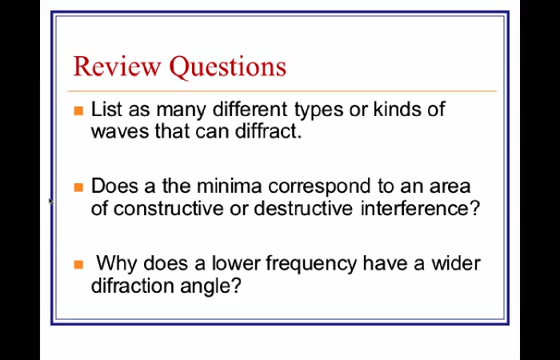 Review Questions
List as many different types or kinds of
waves that can diffract.
Does a the minima correspond to an area
of constructive or destructive interference?
Why does a lower frequency have a wider
difraction angle?